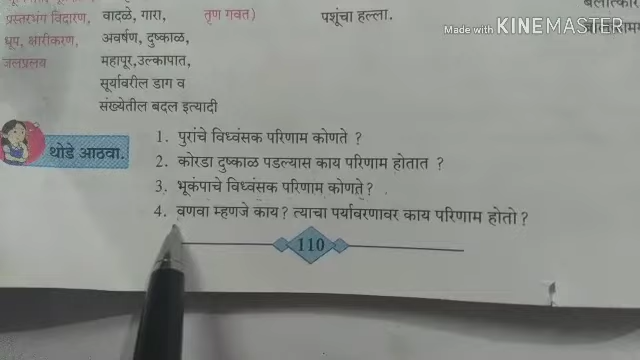 प्रस्तरभंग विदारण, वादळे, गारा, तृण गवत) पशूंचा हल्ला.
Made with KINEMASTER
धूप, क्षारीकरण, अवर्षण, दुष्काळ,
जलप्रलय महापूर,उल्कापात,
सूर्यावरील डाग व
संख्येतील बदल इत्यादी
थोडे आठवा.
1. पुरांचे विध्वंसक परिणाम कोणते ?
2. कोरडा दुष्काळ पडल्यास काय परिणाम होतात ?
3. भूकंपाचे विध्वंसक परिणाम कोणते?
4. वणवा म्हणजे काय? त्याचा पर्यावरणावर काय परिणाम होतो ?
110